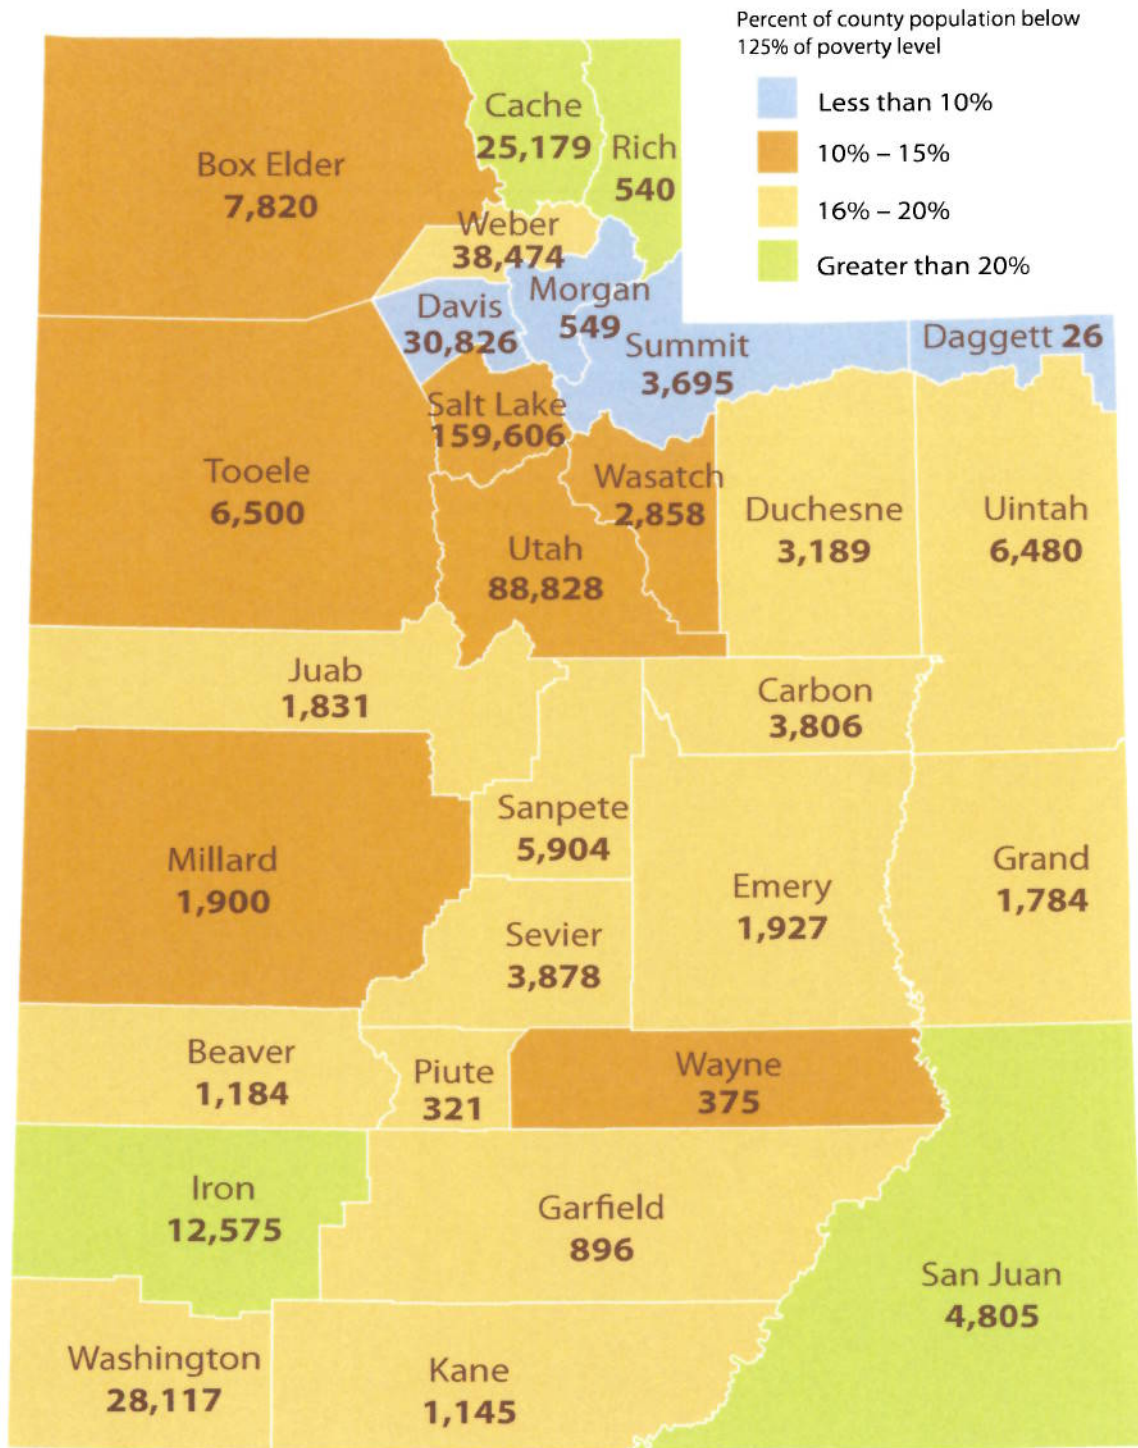 Percent of county population below
125% of poverty level
Less than 10%
10% – 15%
16% – 20%
Greater than 20%
Cache
25,179
Rich
540
Box Elder
7,820
Weber
38,474
Morgan
549
Davis
30,826
Summit
3,695
Daggett 26
Salt Lake
159,606
Tooele
6,500
Wasatch
2,858
Duchesne
3,189
Uintah
6,480
Utah
88,828
Juab
1,831
Carbon
3,806
Sanpete
5,904
Millard
1,900
Emery
1,927
Grand
1,784
Sevier
3,878
Beaver
1,184
Piute
321
Wayne
375
Iron
12,575
Garfield
896
San Juan
4,805
Washington
28,117
Kane
1,145